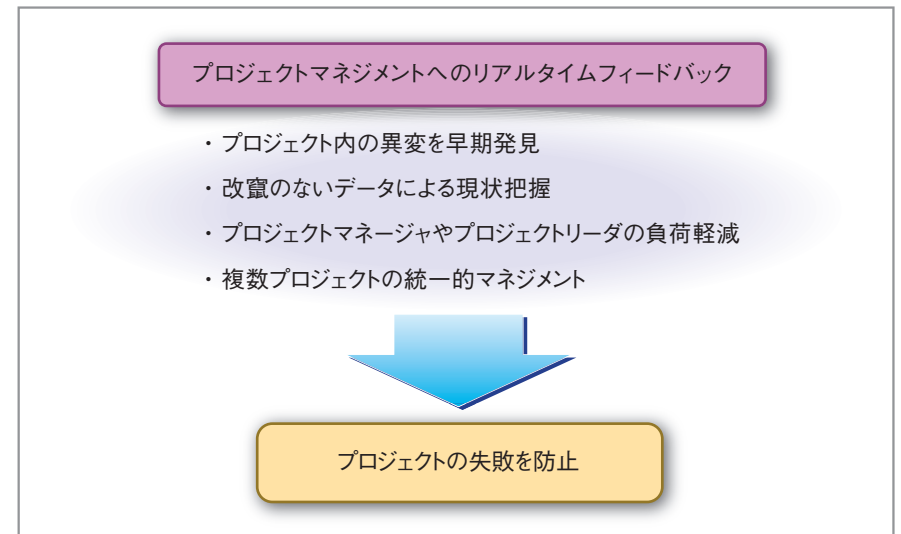 プロジェクトマネジメントへのリアルタイムフィードバック
・プロジェクト内の異変を早期発見
・改竄のないデータによる現状把握
・プロジェクトマネージャやプロジェクトリーダの負荷軽減
・複数プロジェクトの統一的マネジメント
プロジェクトの失敗を防止